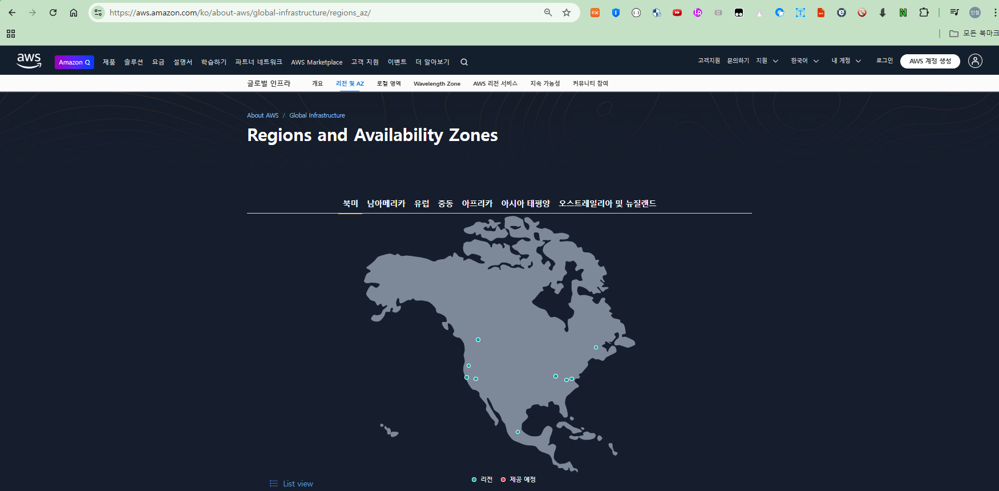 https://aws.amazon.com/ko/about-aws/global-infrastructure/regions_az/
인철
모든 북마크
aws
Amazon Q 제품 솔루션 요금 설명서 학습하기 파트너 네트워크 AWS Marketplace 고객 지원 이벤트 더 알아보기
고객지원 문의하기 지원 한국어 내 계정 로그인 AWS 계정 생성
글로벌 인프라 개요 리전 및 AZ 로컬 영역 Wavelength Zone AWS 리전 서비스 지속 가능성 커뮤니티 참여
About AWS / Global Infrastructure
Regions and Availability Zones
북미 남아메리카 유럽 중동 아프리카 아시아 태평양 오스트레일리아 및 뉴질랜드
리전 제공 예정
List view